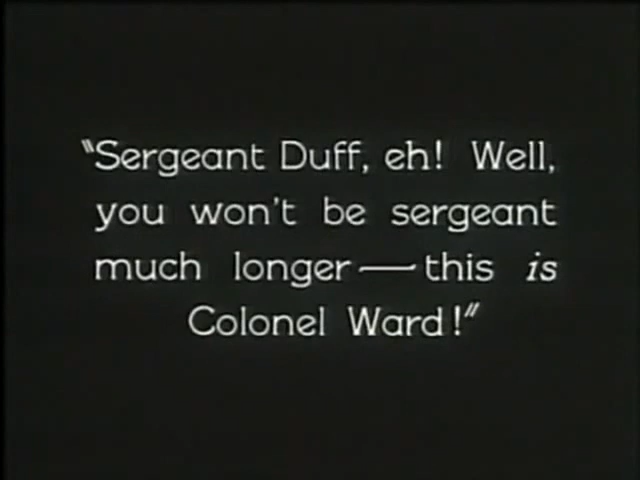 "Sergeant Duff, eh! Well,
you won't be sergeant
much longer — this is
Colonel Ward!"